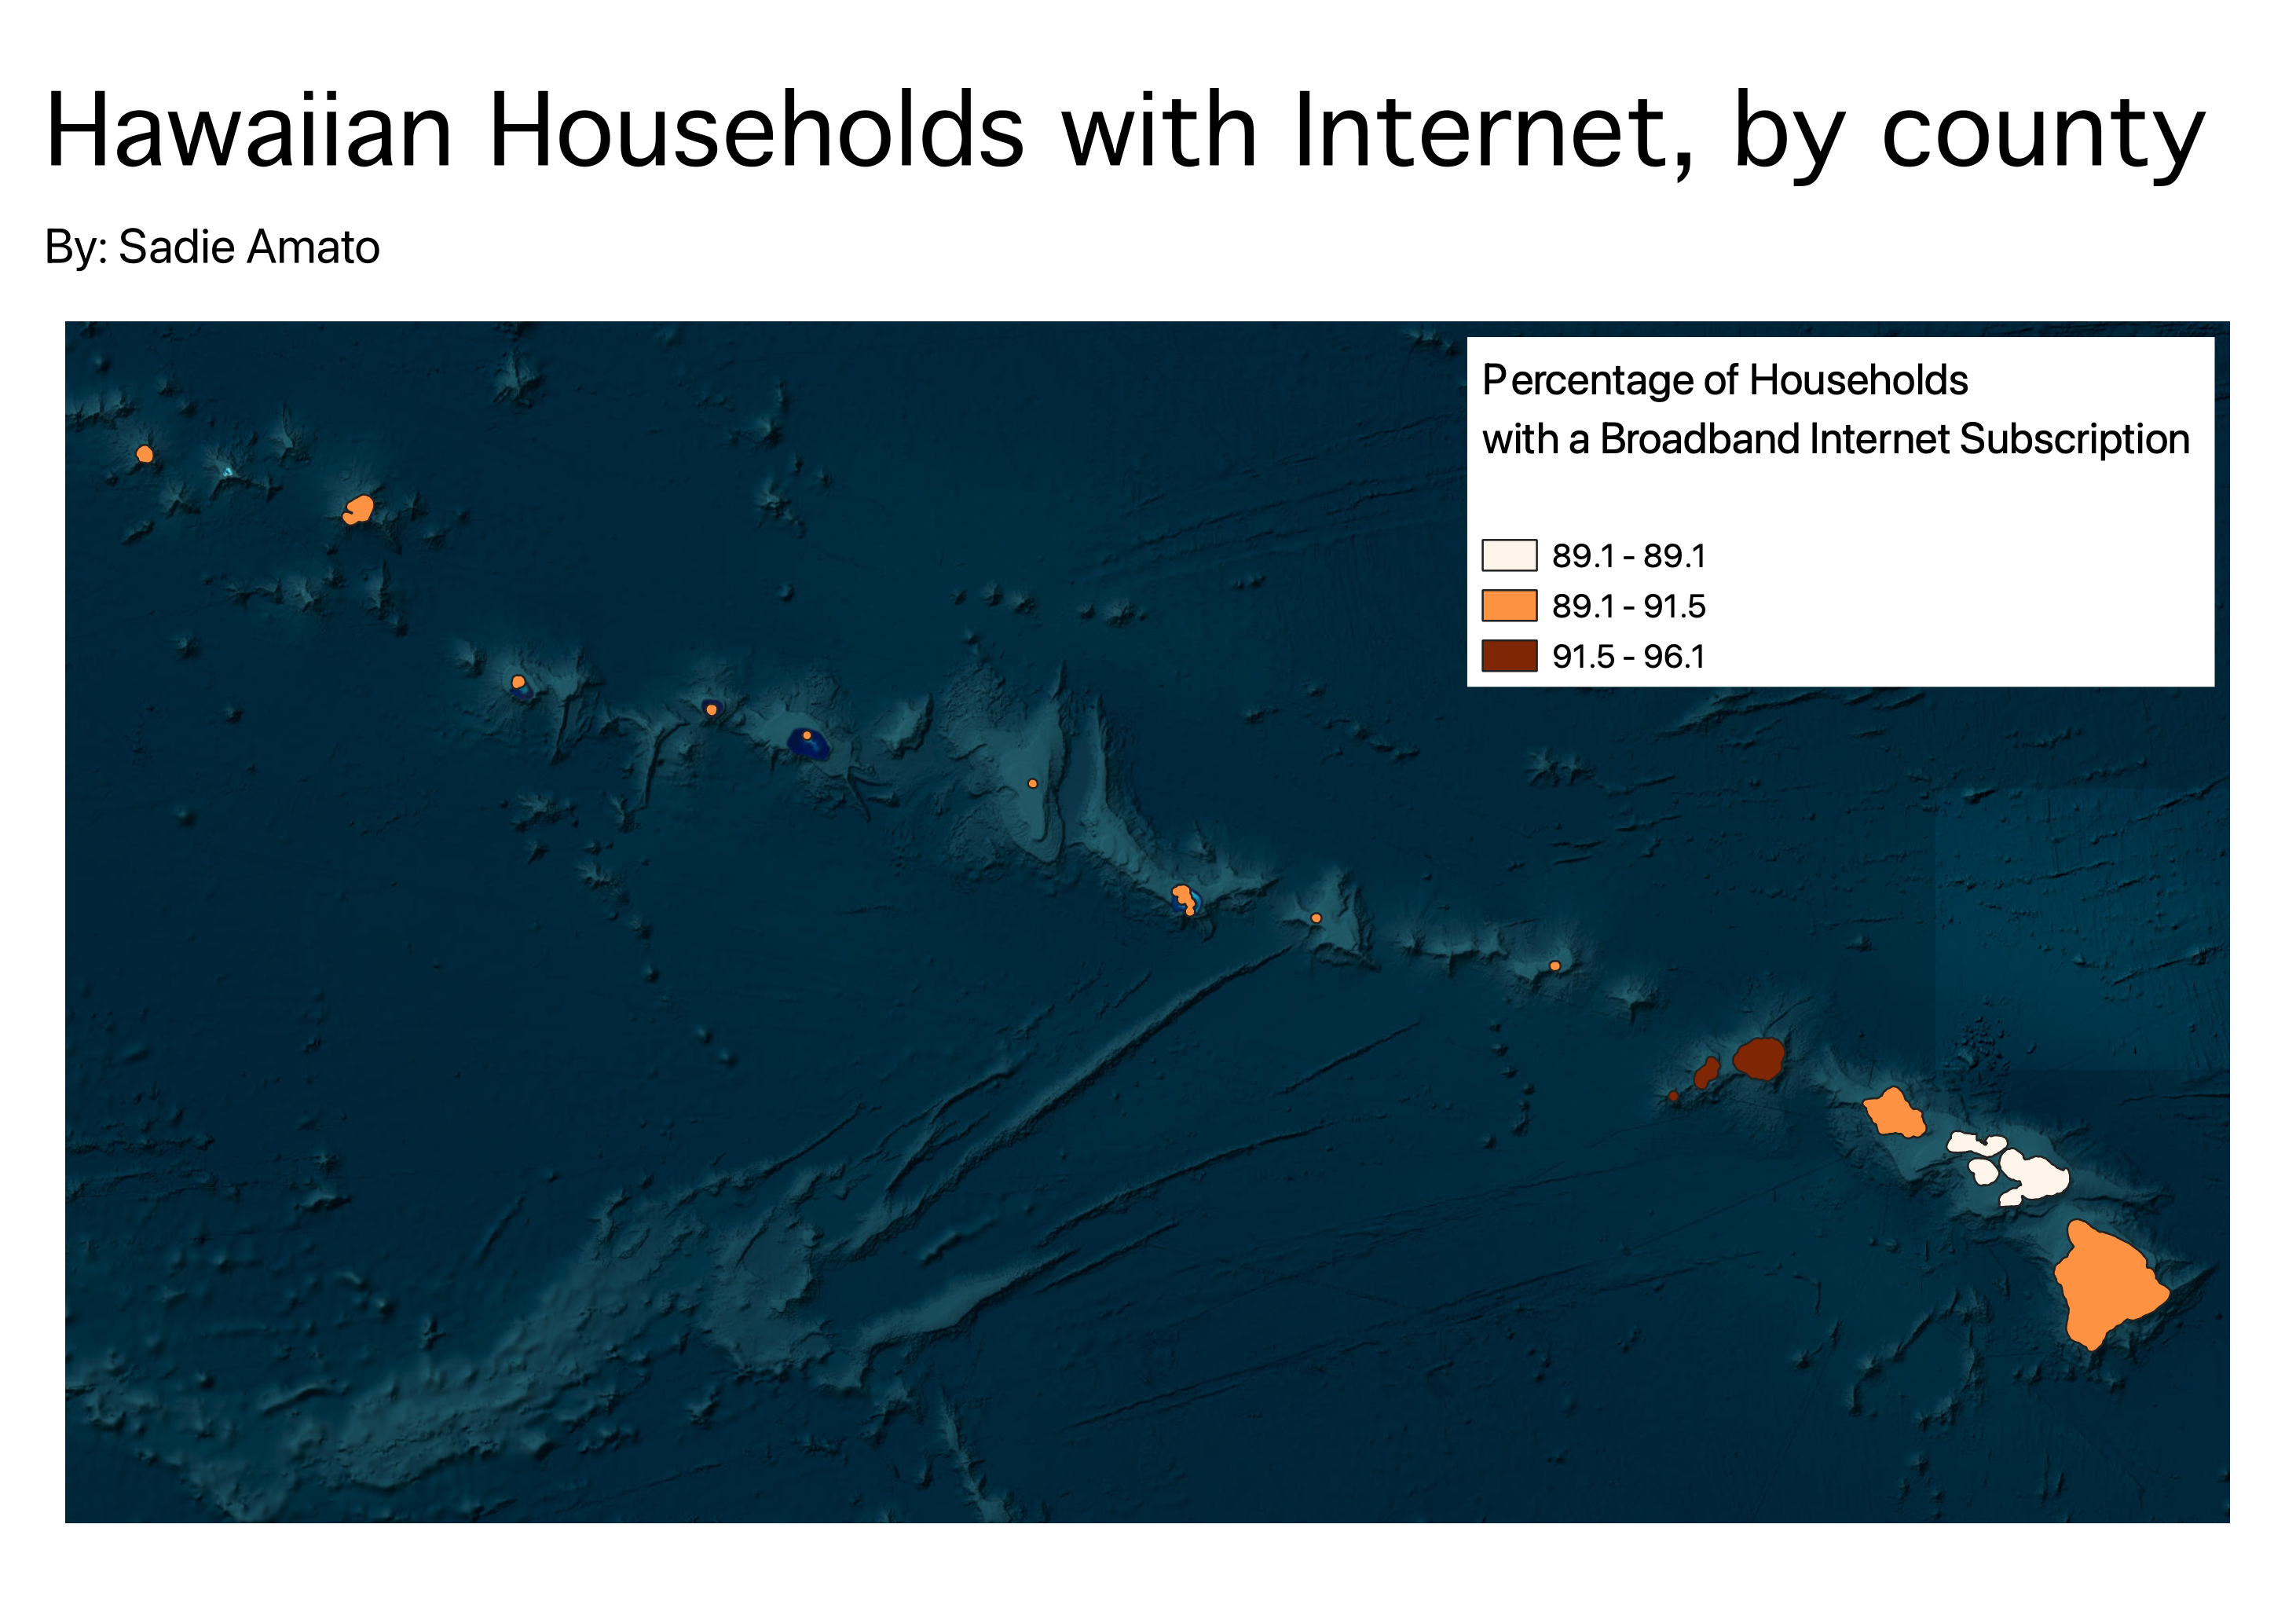 Hawaiian Households with Internet, by county
By: Sadie Amato
Percentage of Households
with a Broadband Internet Subscription
89.1 - 89.1
89.1 - 91.5
91.5 - 96.1